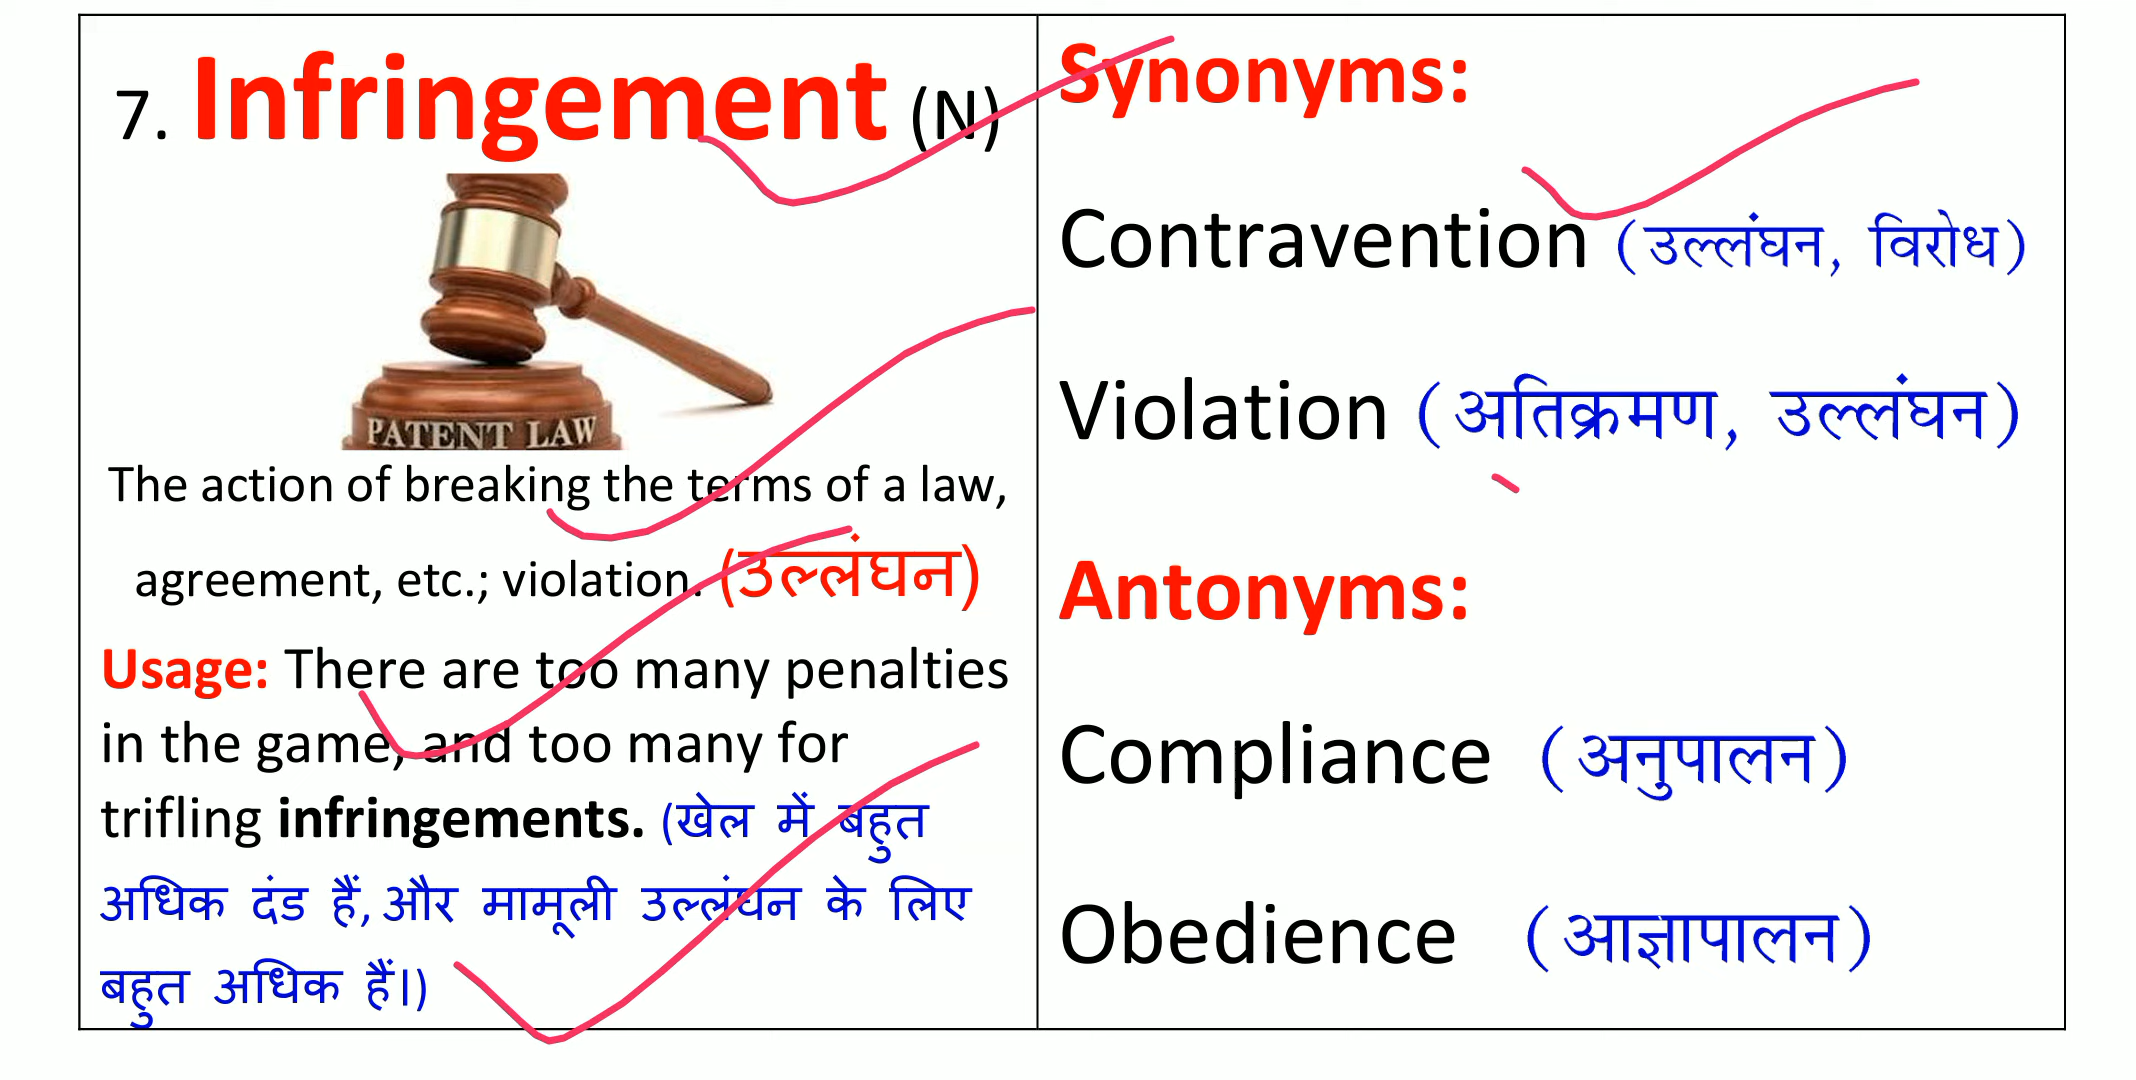 7. Infringement (N)
PATENT LAW
The action of breaking the terms of a law,
agreement, etc.; violation. (उल्लंघन)
Usage: There are too many penalties
in the game, and too many for
trifling infringements. (खेल में बहुत
अधिक दंड हैं, और मामूली उल्लंघन के लिए
बहुत अधिक हैं।)
Synonyms:
Contravention (उल्लंघन, विरोध)
Violation (अतिक्रमण, उल्लंघन)
Antonyms:
Compliance (अनुपालन)
Obedience (आज्ञापालन)